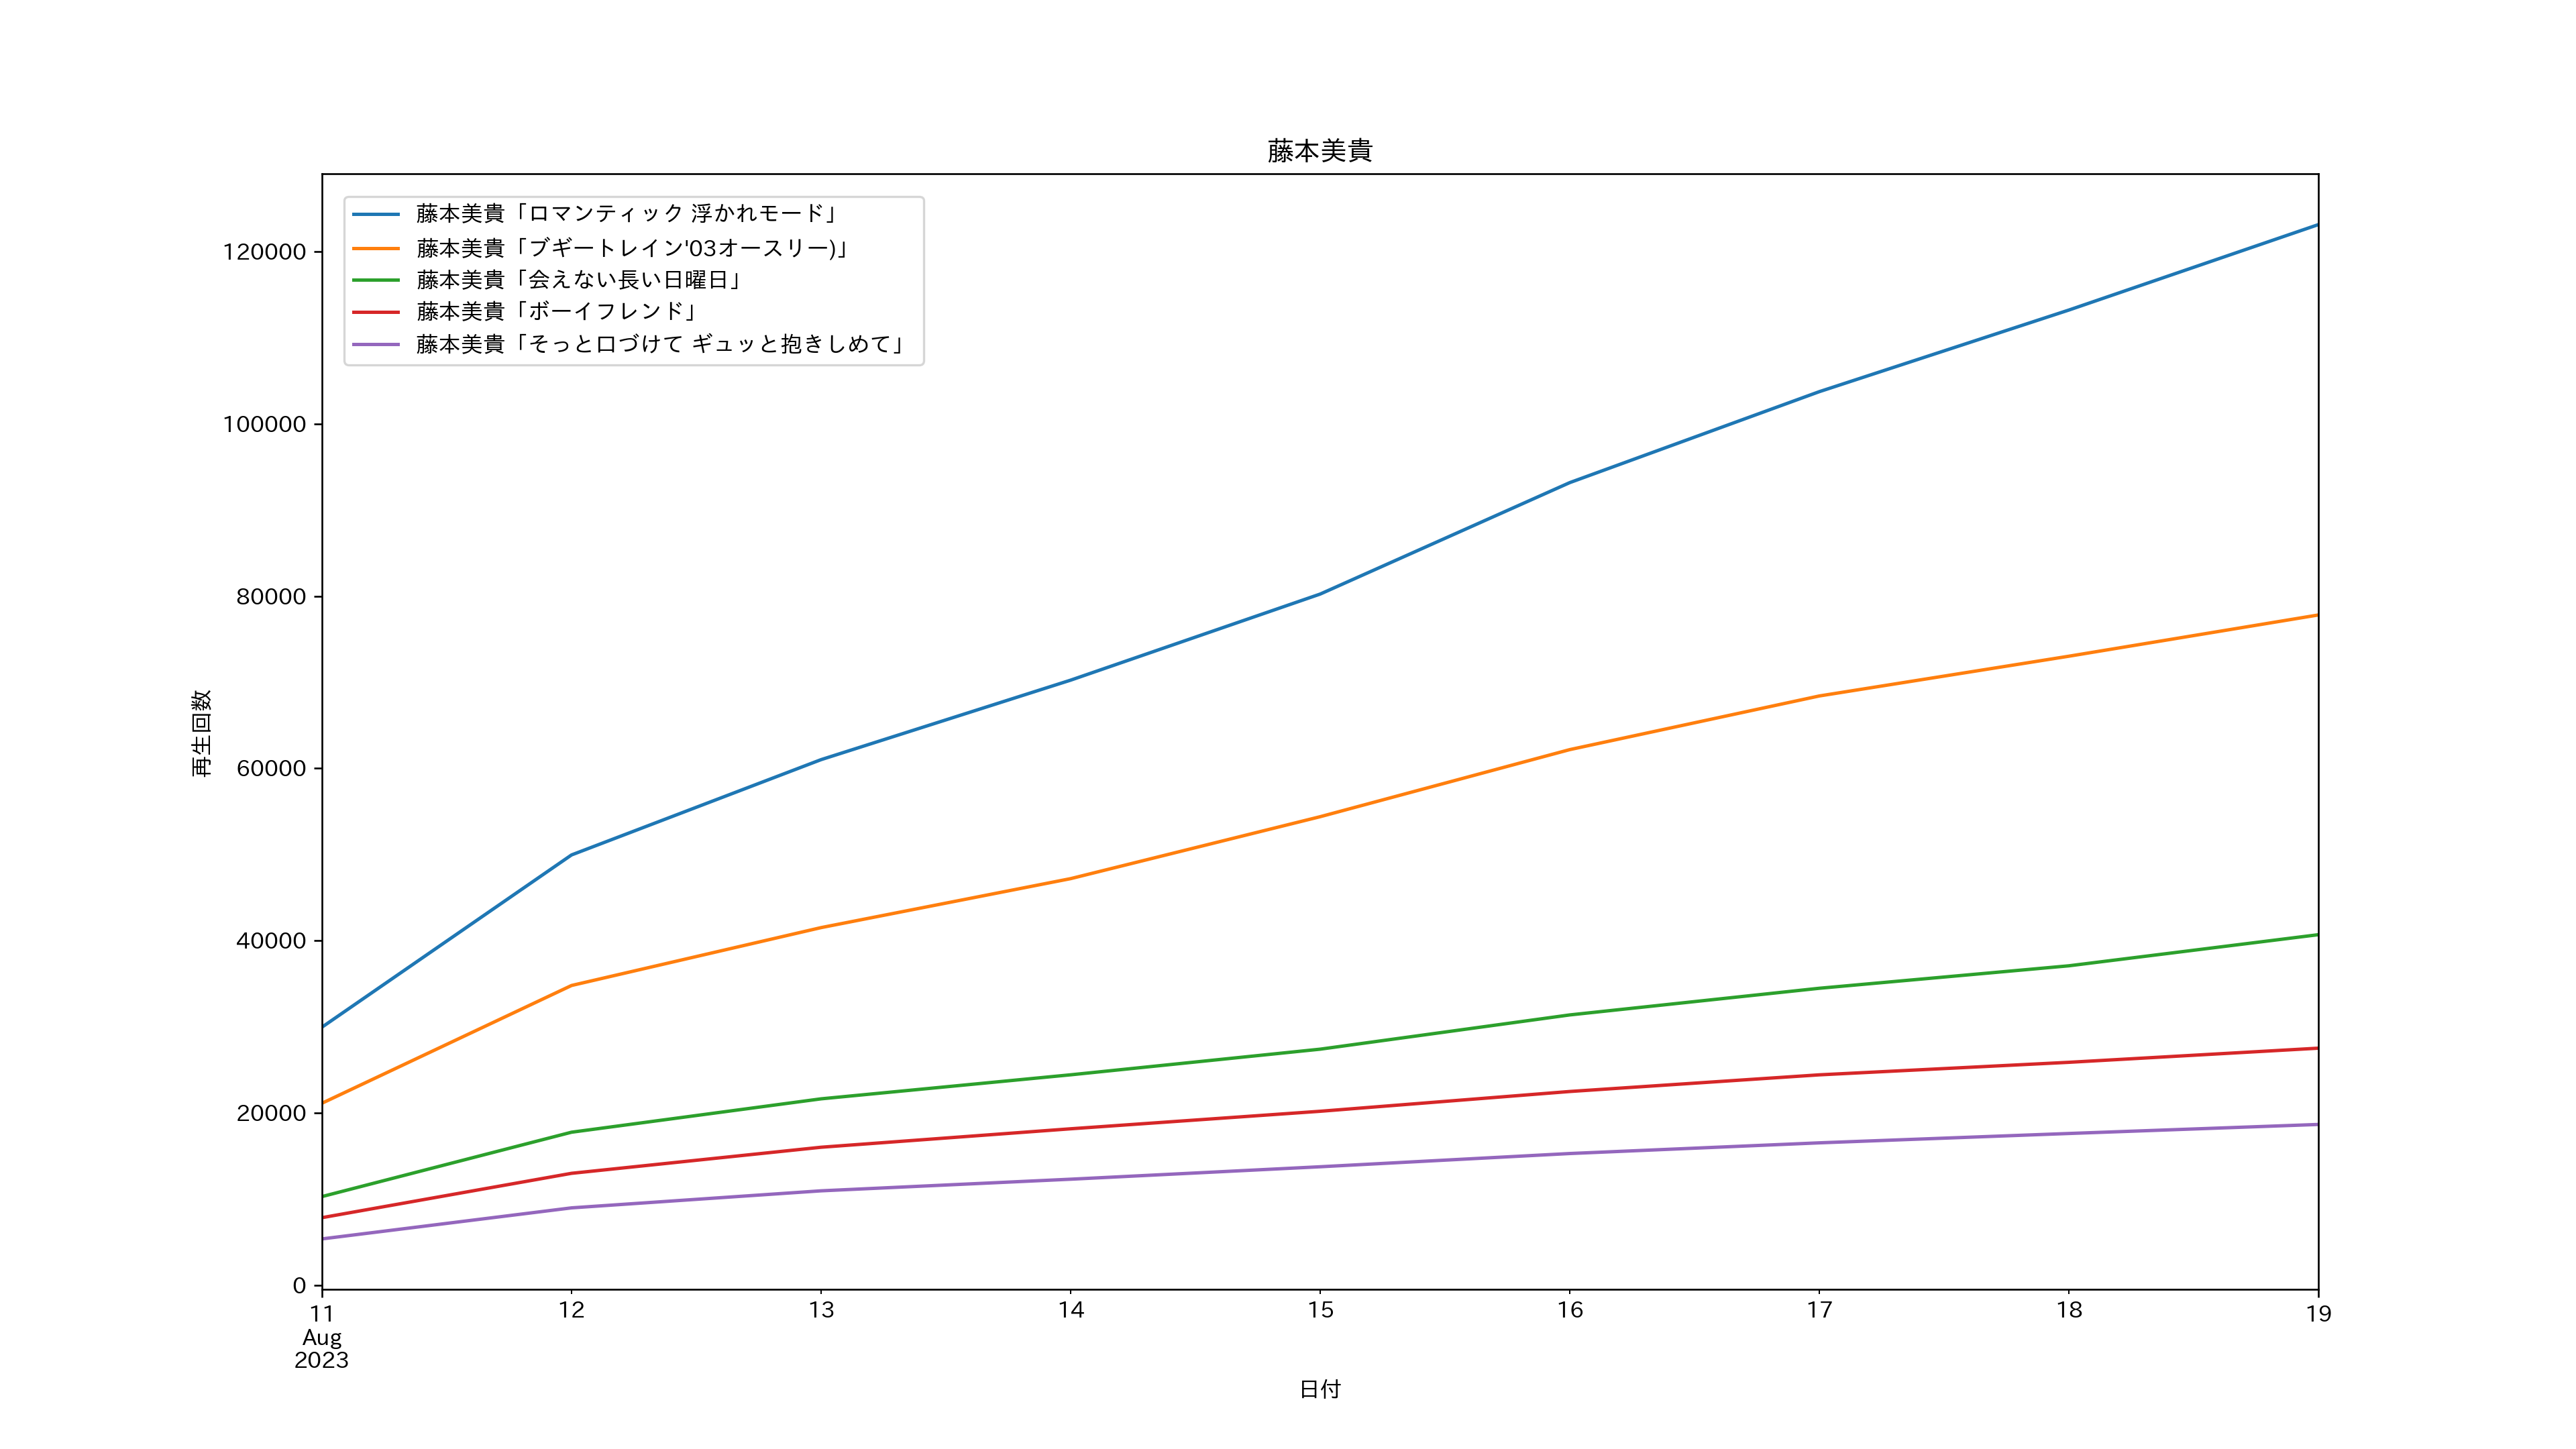 藤本美貴
藤本美貴「ロマンティック 浮かれモード」
藤本美貴「ブギートレイン'03オースリー)」
藤本美貴「会えない長い日曜日」
藤本美貴「ボーイフレンド」
藤本美貴「そっと口づけて ギュッと抱きしめて」
120000
100000
80000
60000
40000
20000
0
再生回数
11 12 13 14 15 16 17 18 19
Aug
2023
日付